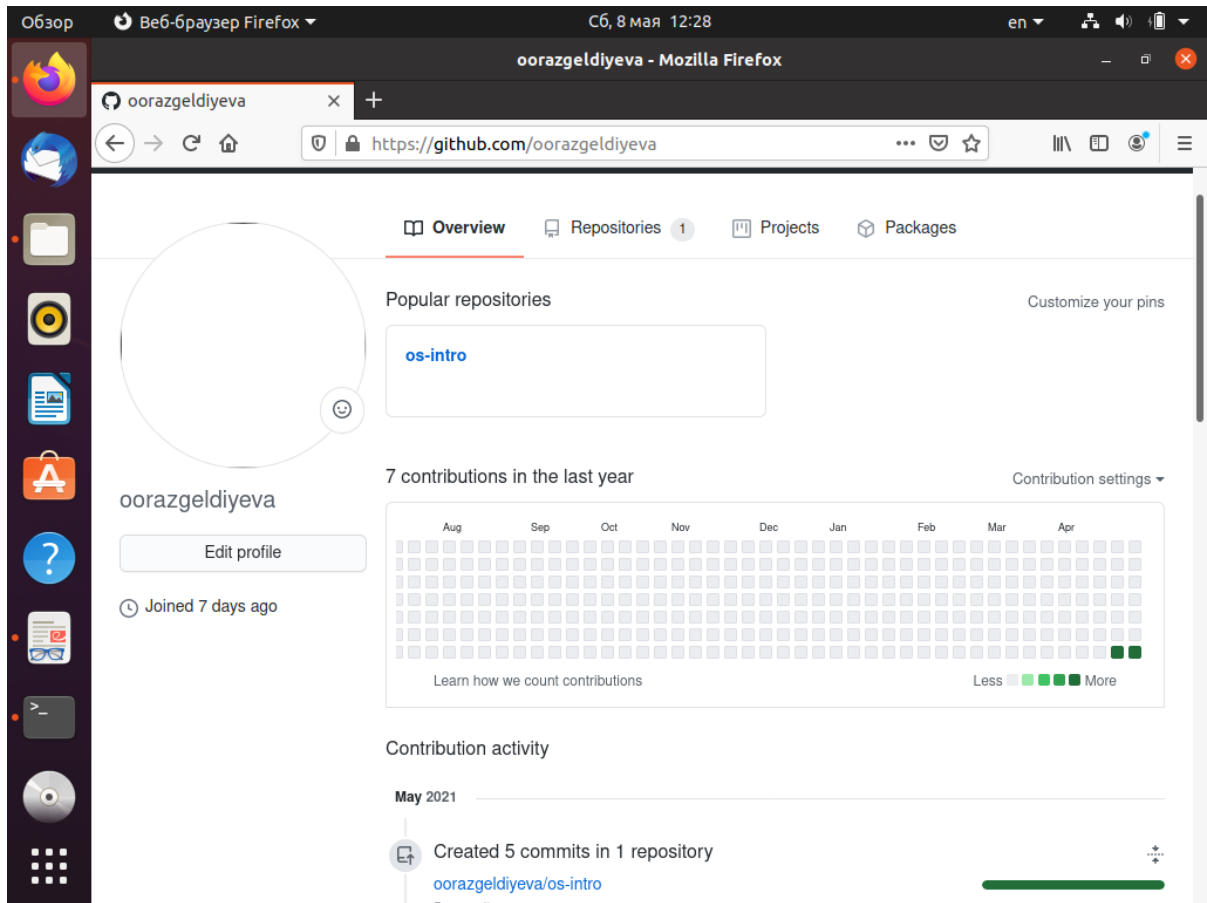 Обзор Веб-браузер Firefox Сб, 8 мая 12:28 en
oorazgeldiyeva - Mozilla Firefox
oorazgeldiyeva
https://github.com/oorazgeldiyeva
Overview Repositories 1 Projects Packages
Popular repositories Customize your pins
os-intro
7 contributions in the last year Contribution settings
oorazgeldiyeva
Edit profile
Joined 7 days ago
Aug Sep Oct Nov Dec Jan Feb Mar Apr
Learn how we count contributions Less More
Contribution activity
May 2021
Created 5 commits in 1 repository
oorazgeldiyeva/os-intro